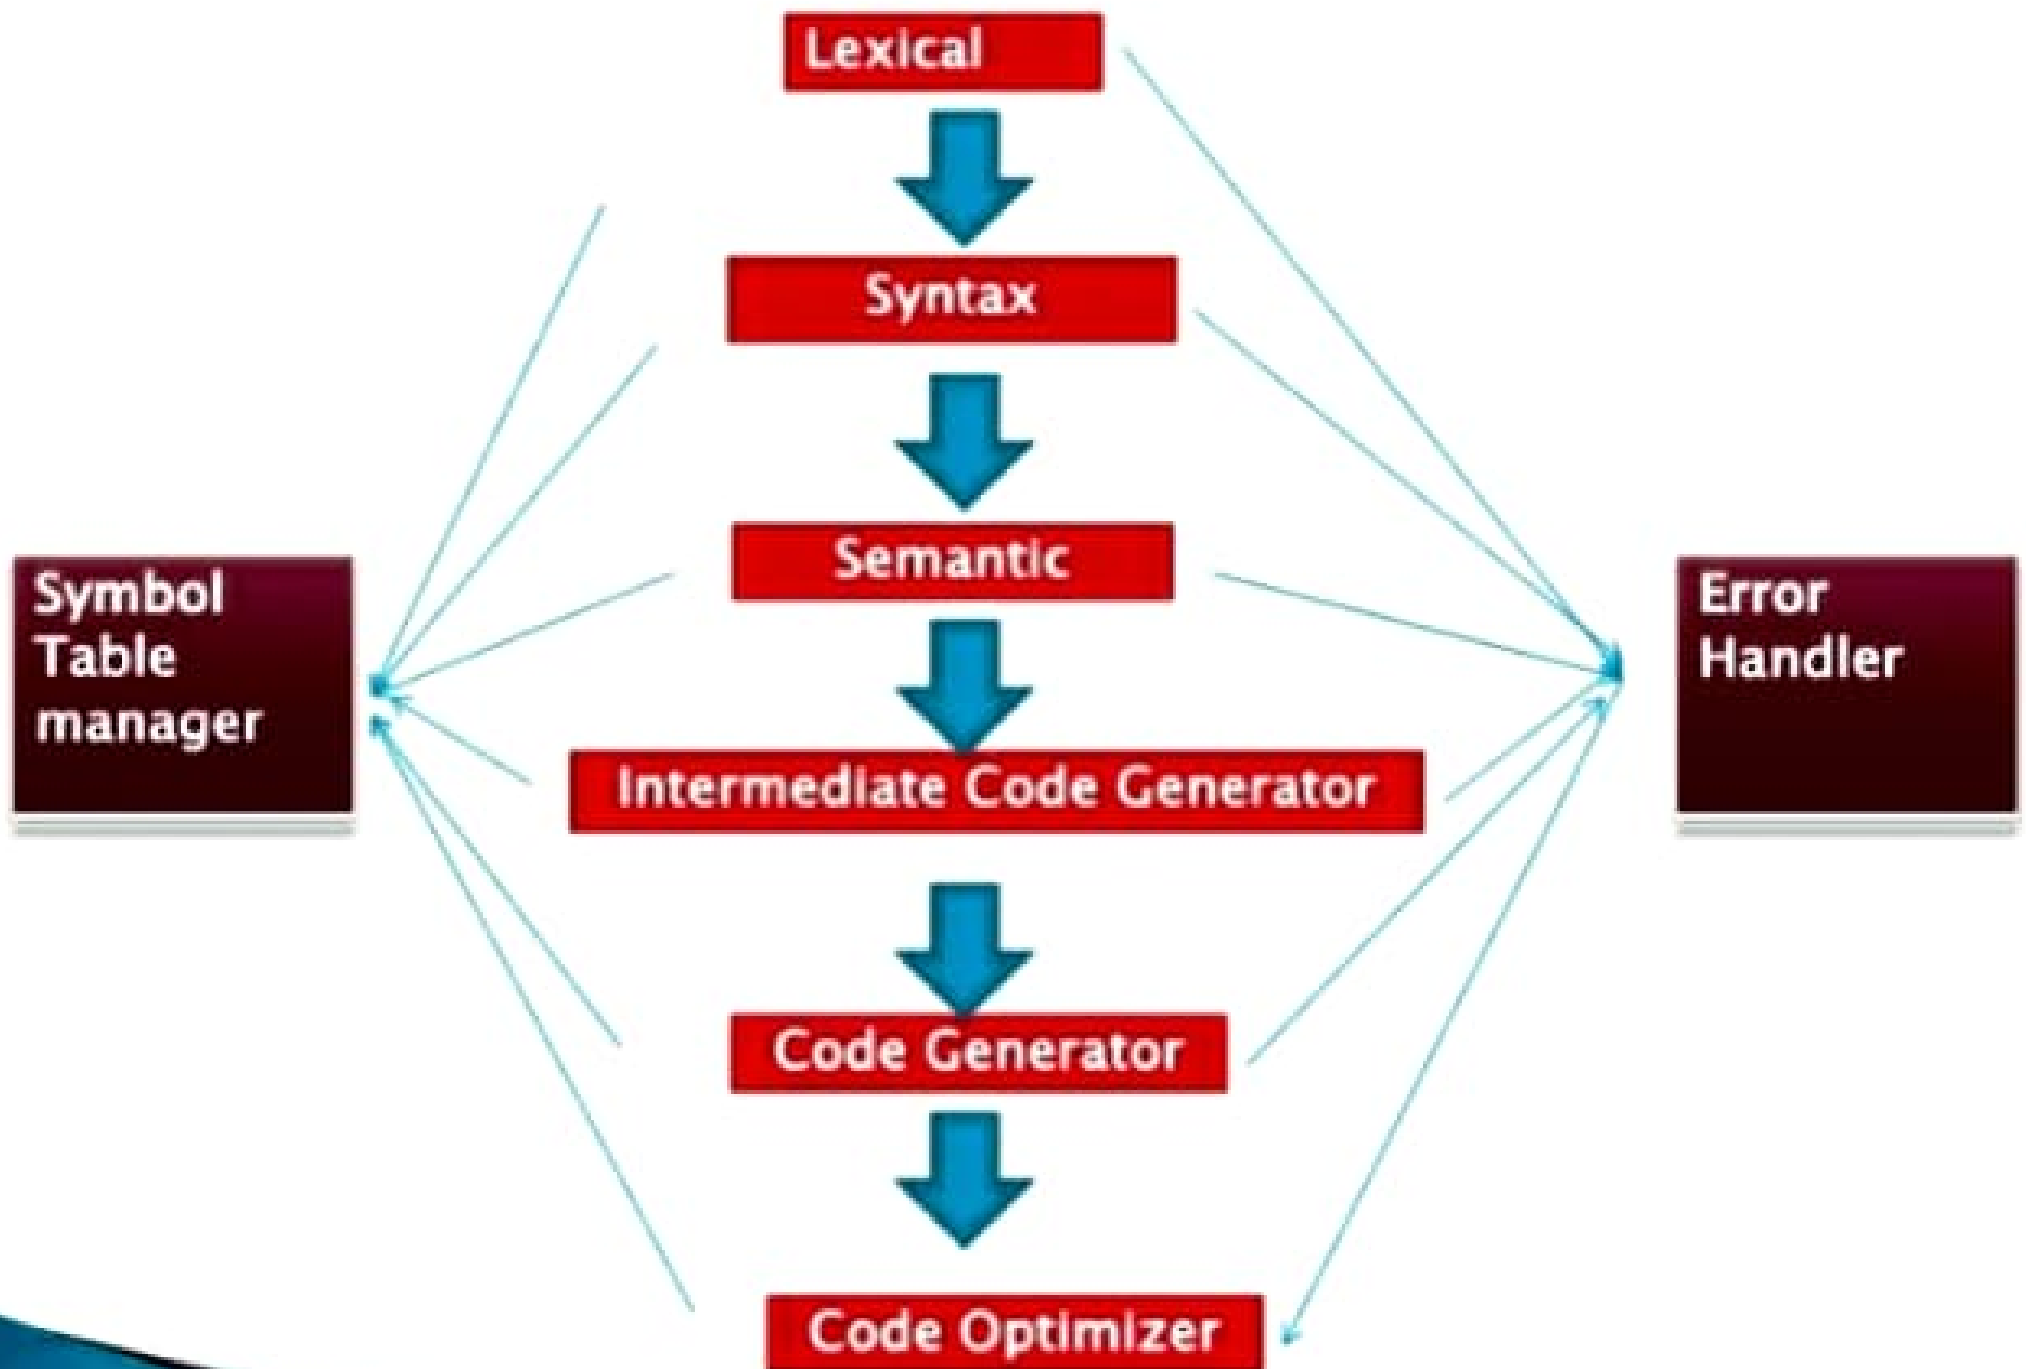 Lexical
Syntax
Semantic
Symbol
Table
manager
Error
Handler
Intermediate Code Generator
Code Generator
Code Optimizer